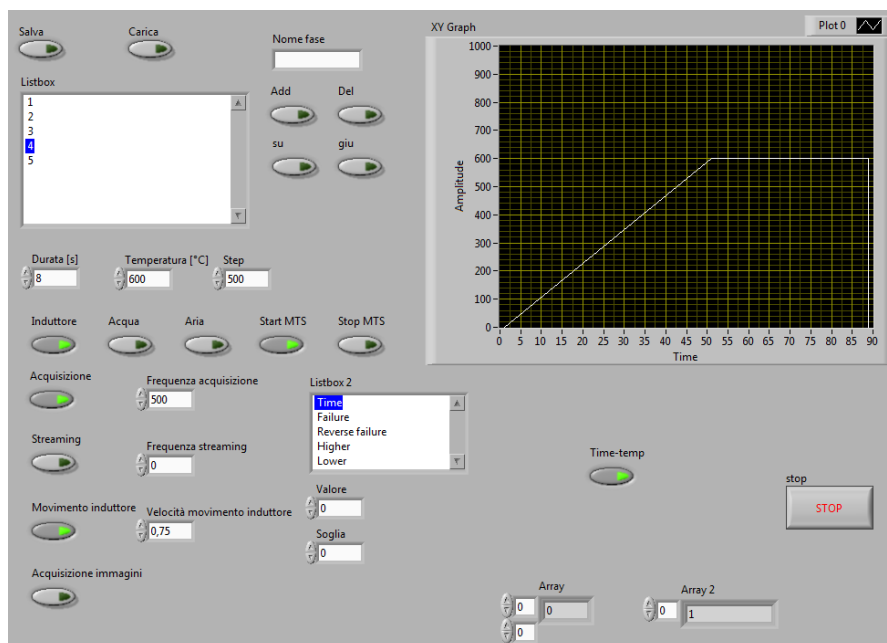 Salva
Carica
Nome fase
Listbox
1
2
3
4
5
Add
Del
su
giu
Durata [s]
8
Temperatura [°C]
600
Step
500
Induttore
Acqua
Aria
Start MTS
Stop MTS
Acquisizione
Frequenza acquisizione
500
Streaming
Frequenza streaming
0
Movimento induttore
Velocità movimento induttore
0,75
Acquisizione immagini
Listbox 2
Time
Failure
Reverse failure
Higher
Lower
Valore
0
Soglia
0
XY Graph
Plot 0
Amplitude
1000
900
800
700
600
500
400
300
200
100
0
0 5 10 15 20 25 30 35 40 45 50 55 60 65 70 75 80 85 90
Time
Time-temp
stop
STOP
Array
0
0
0
Array 2
0
1